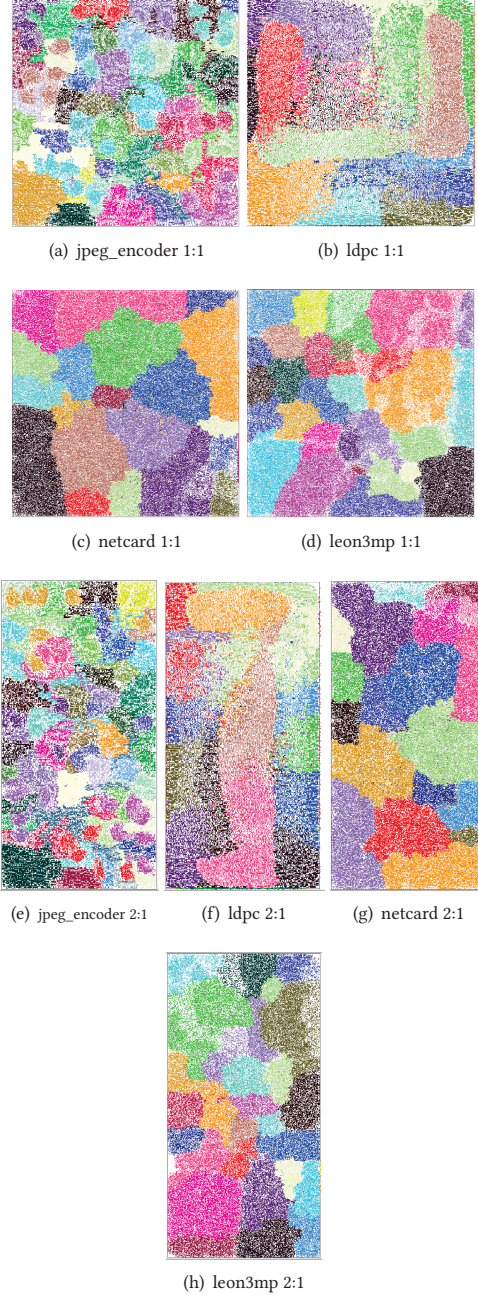 (a) jpeg_encoder 1:1
(b) ldpc 1:1
(c) netcard 1:1
(d) leon3mp 1:1
(e) jpeg_encoder 2:1
(f) ldpc 2:1
(g) netcard 2:1
(h) leon3mp 2:1